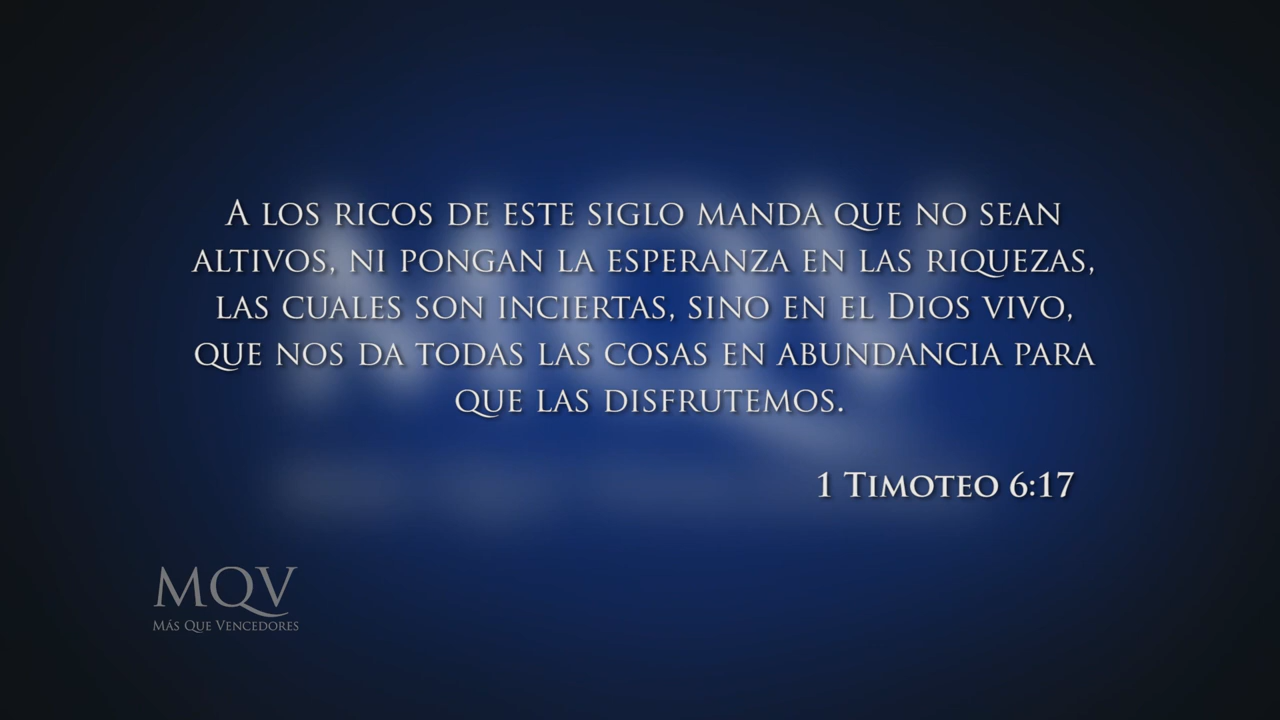 A los ricos de este siglo manda que no sean
altivos, ni pongan la esperanza en las riquezas,
las cuales son inciertas, sino en el Dios vivo,
que nos da todas las cosas en abundancia para
que las disfrutemos.
1 Timoteo 6:17
MQV
Más Que Vencedores